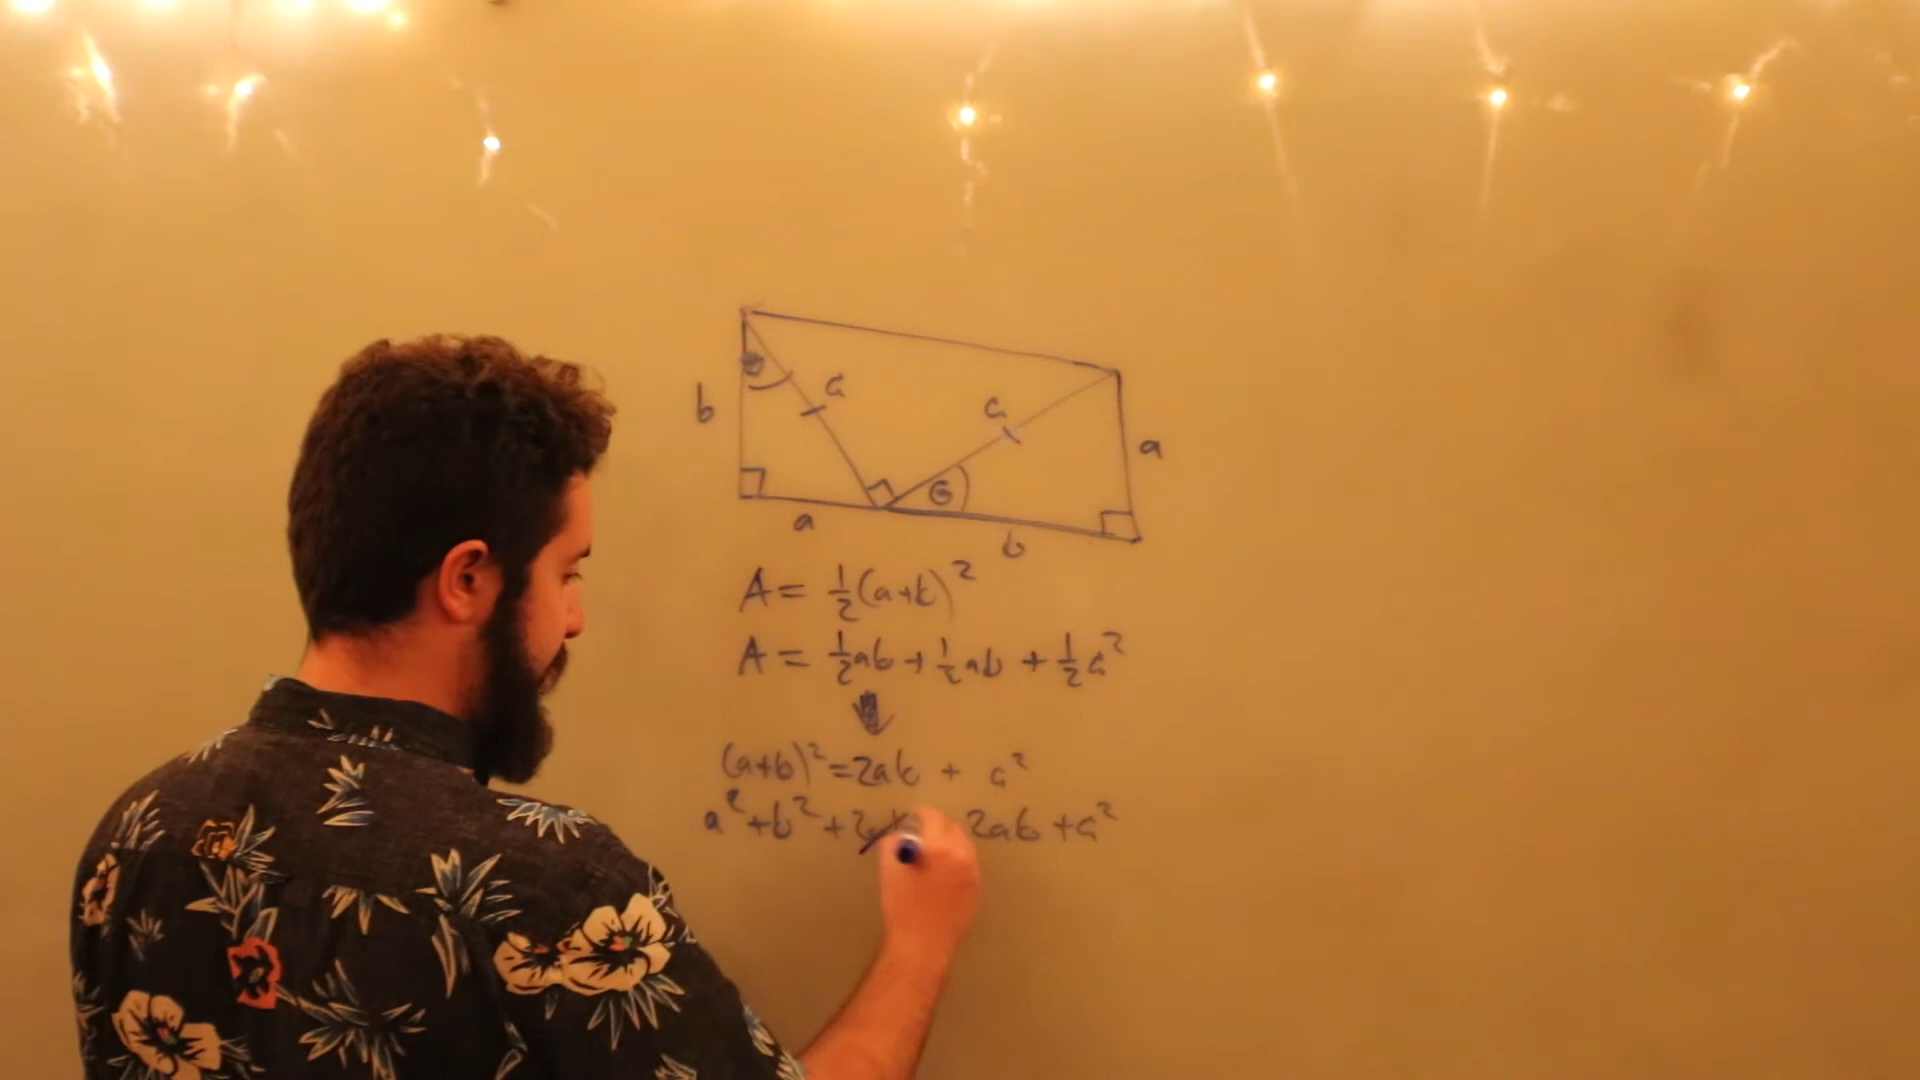 θ
c
c
b
a
θ
a
b
A = ½(a+b)²
A = ½ab + ½ab + ½c²
(a+b)² = 2ab + c²
a² + b² + 2ab 2ab + c²